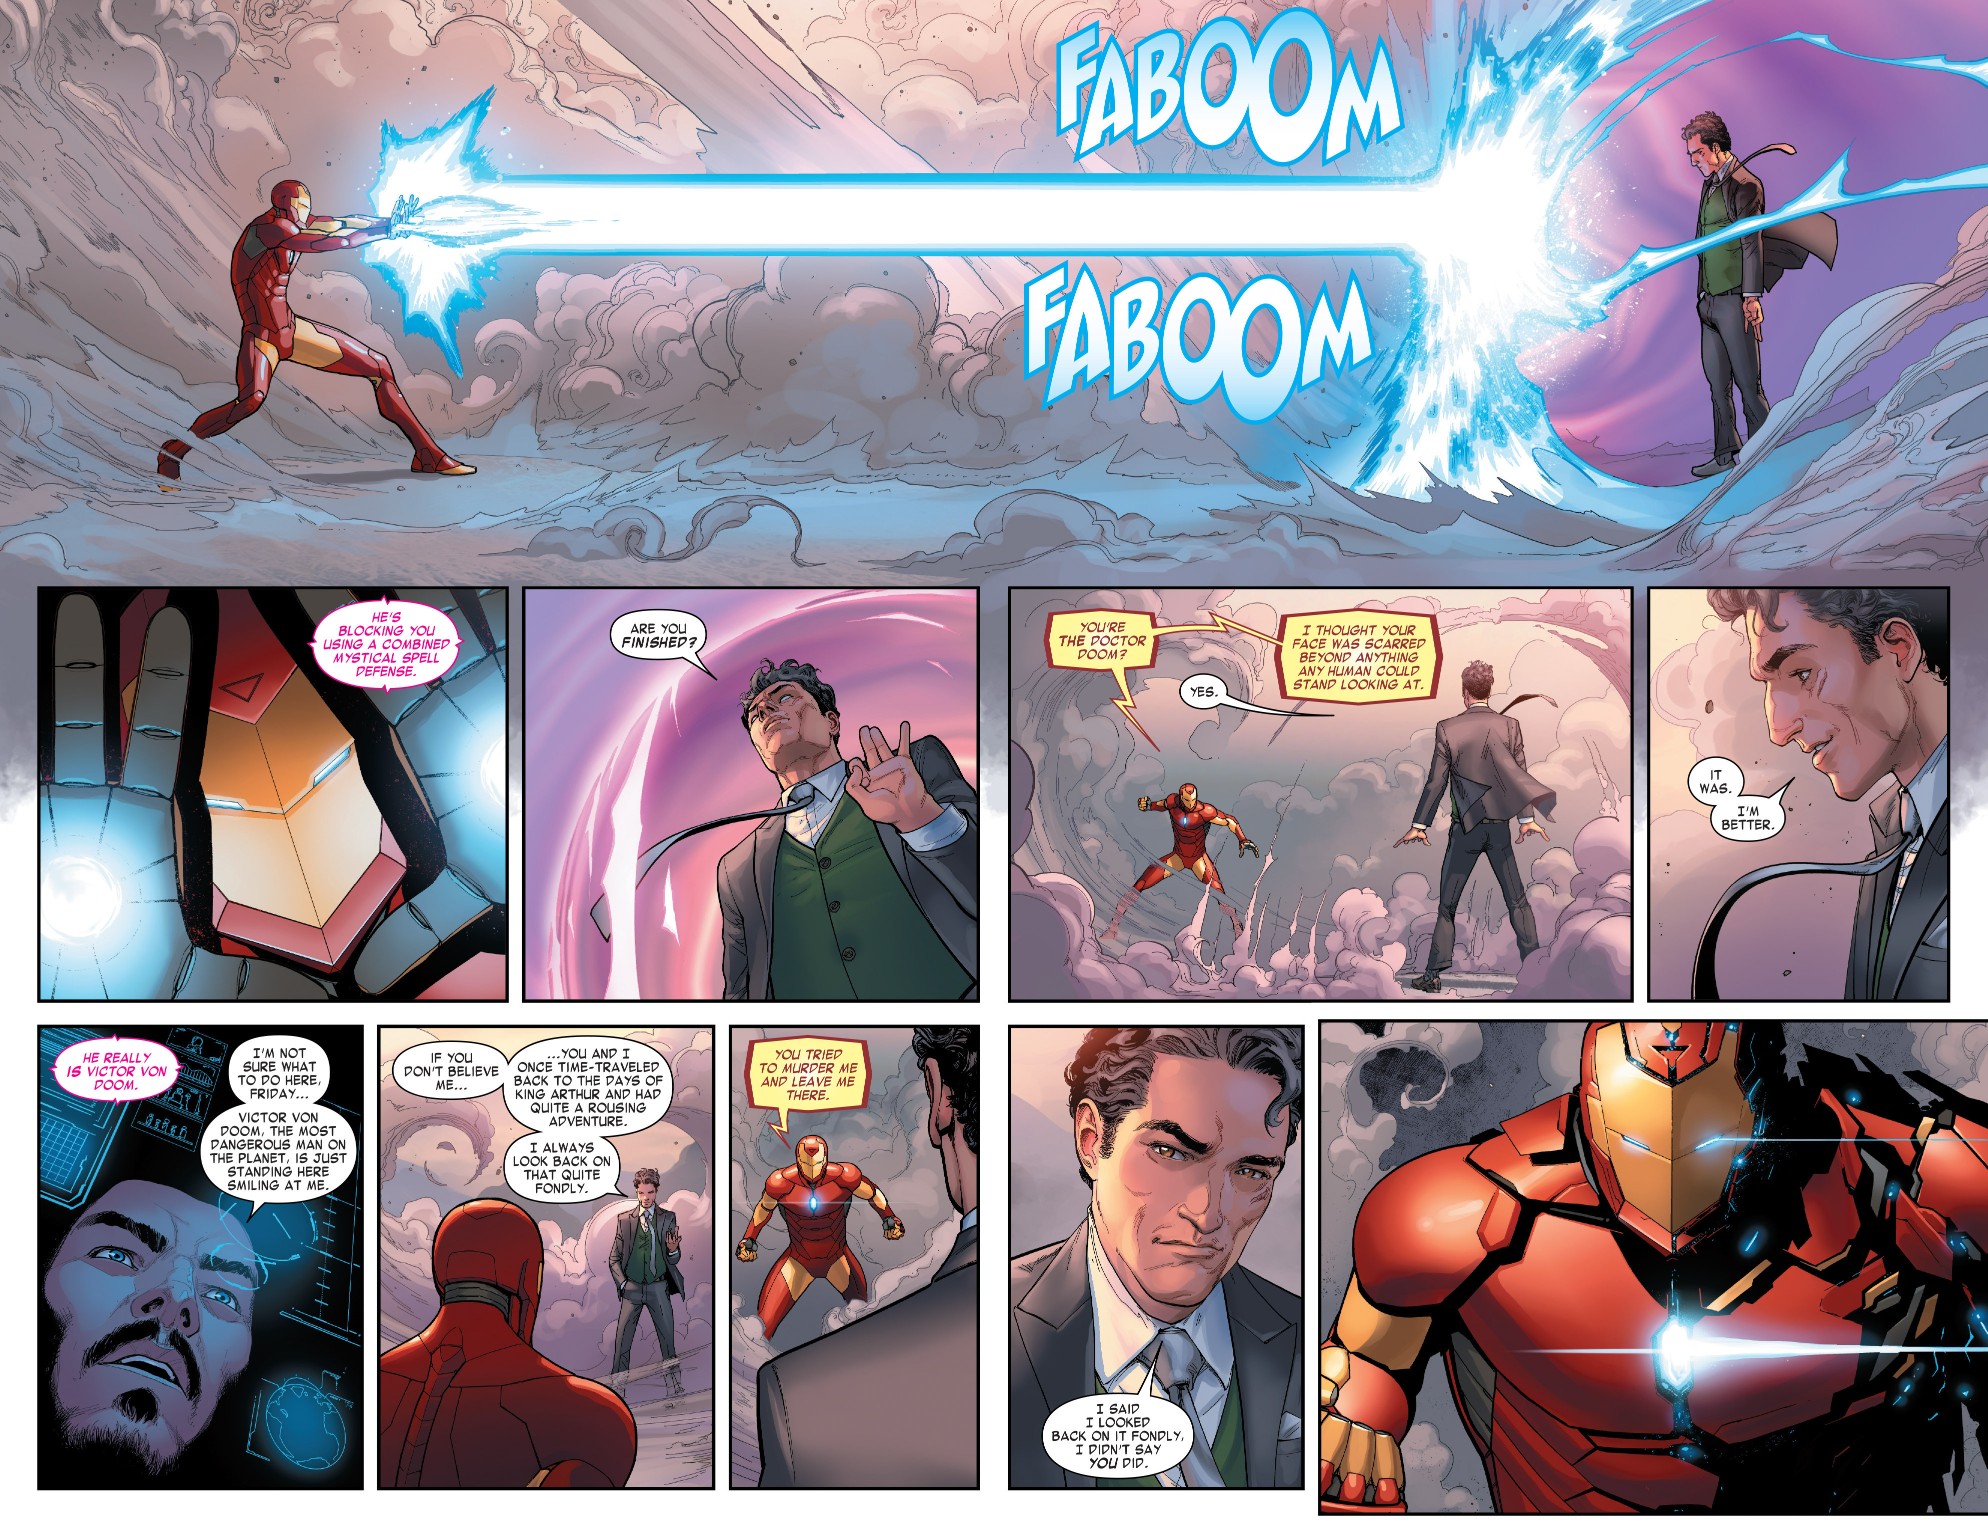 FABOOM
FABOOM
HE'S
BLOCKING YOU
USING A COMBINED
MYSTICAL SPELL
DEFENSE.
ARE YOU
FINISHED?
YOU'RE
THE DOCTOR
DOOM?
YES.
I THOUGHT YOUR
FACE WAS SCARRED
BEYOND ANYTHING
ANY HUMAN COULD
STAND LOOKING AT.
IT
WAS.
I'M
BETTER.
HE REALLY
IS VICTOR VON
DOOM.
I'M NOT
SURE WHAT
TO DO HERE,
FRIDAY...
VICTOR VON
DOOM, THE MOST
DANGEROUS MAN ON
THE PLANET, IS JUST
STANDING HERE
SMILING AT ME.
IF YOU
DON'T BELIEVE
ME...
...YOU AND I
ONCE TIME-TRAVELED
BACK TO THE DAYS OF
KING ARTHUR AND HAD
QUITE A ROUSING
ADVENTURE.
I ALWAYS
LOOK BACK ON
THAT QUITE
FONDLY.
YOU TRIED
TO MURDER ME
AND LEAVE ME
THERE.
I SAID
I LOOKED
BACK ON IT FONDLY,
I DIDN'T SAY
YOU DID.